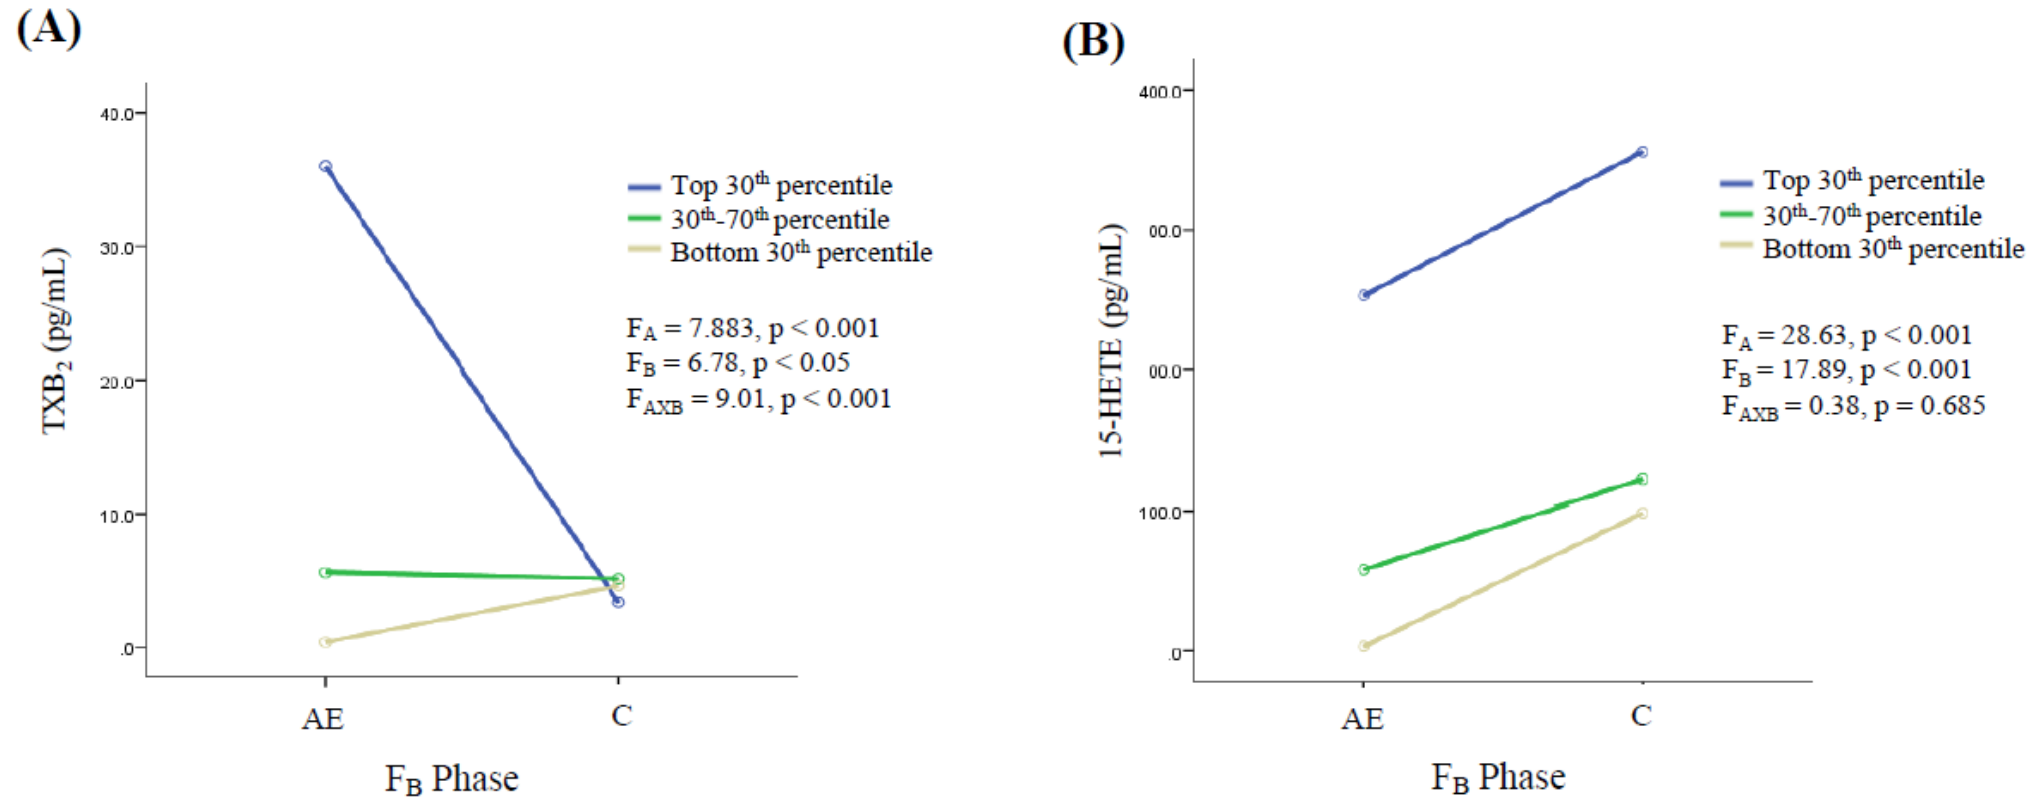 (A)
40.0
30.0
20.0
10.0
.0
TXB2 (pg/mL)
Top 30th percentile
30th-70th percentile
Bottom 30th percentile
FA = 7.883, p < 0.001
FB = 6.78, p < 0.05
FAXB = 9.01, p < 0.001
AE
C
FB Phase
(B)
400.0
00.0
00.0
100.0
.0
15-HETE (pg/mL)
Top 30th percentile
30th-70th percentile
Bottom 30th percentile
FA = 28.63, p < 0.001
FB = 17.89, p < 0.001
FAXB = 0.38, p = 0.685
AE
C
FB Phase